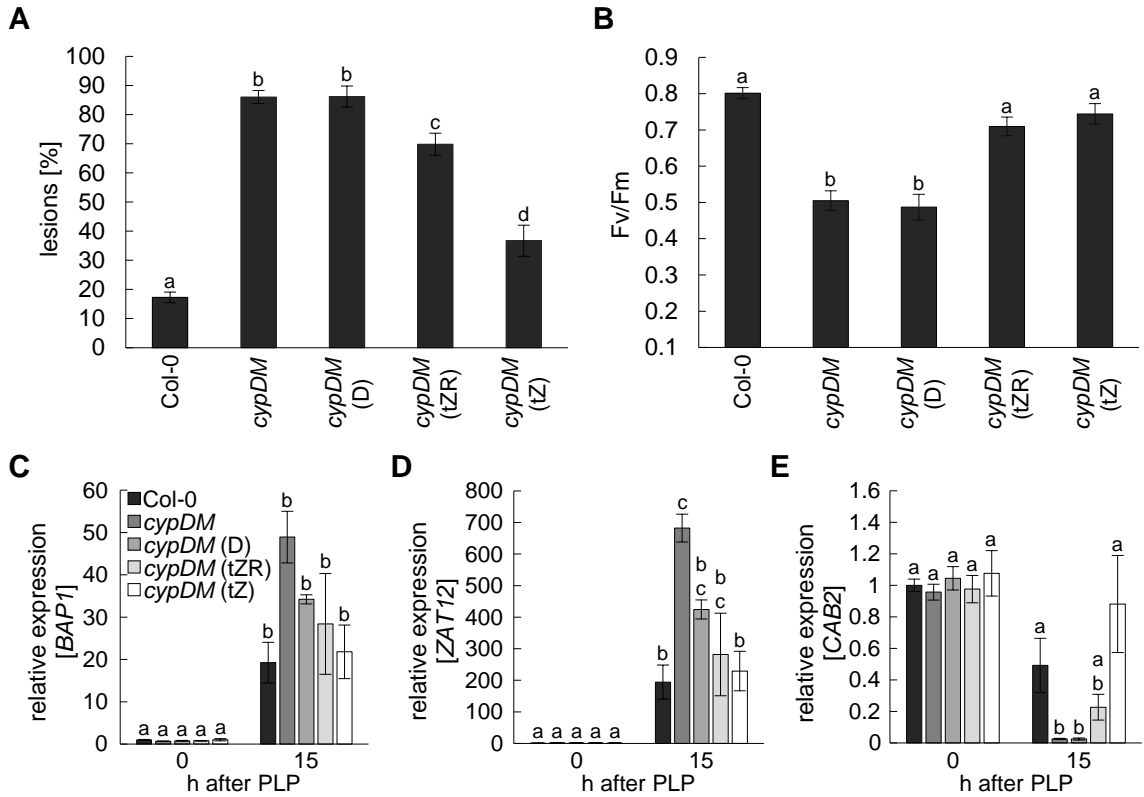 A
lesions [%]
100
90
80
70
60
50
40
30
20
10
0
a
b
b
c
d
Col-0
cypDM
cypDM
(D)
cypDM
(tZR)
cypDM
(tZ)
B
Fv/Fm
0.9
0.8
0.7
0.6
0.5
0.4
0.3
0.2
0.1
a
b
b
a
a
Col-0
cypDM
cypDM
(D)
cypDM
(tZR)
cypDM
(tZ)
C
relative expression
[BAP1]
60
50
40
30
20
10
0
Col-0
cypDM
cypDM (D)
cypDM (tZR)
cypDM (tZ)
a a a a a
b b b b b
0 15
h after PLP
D
relative expression
[ZAT12]
800
700
600
500
400
300
200
100
0
a a a a a
b
c
b
c
b
c
b
0 15
h after PLP
E
relative expression
[CAB2]
1.6
1.4
1.2
1
0.8
0.6
0.4
0.2
0
a a a a a
a
b b
a
b
a
0 15
h after PLP